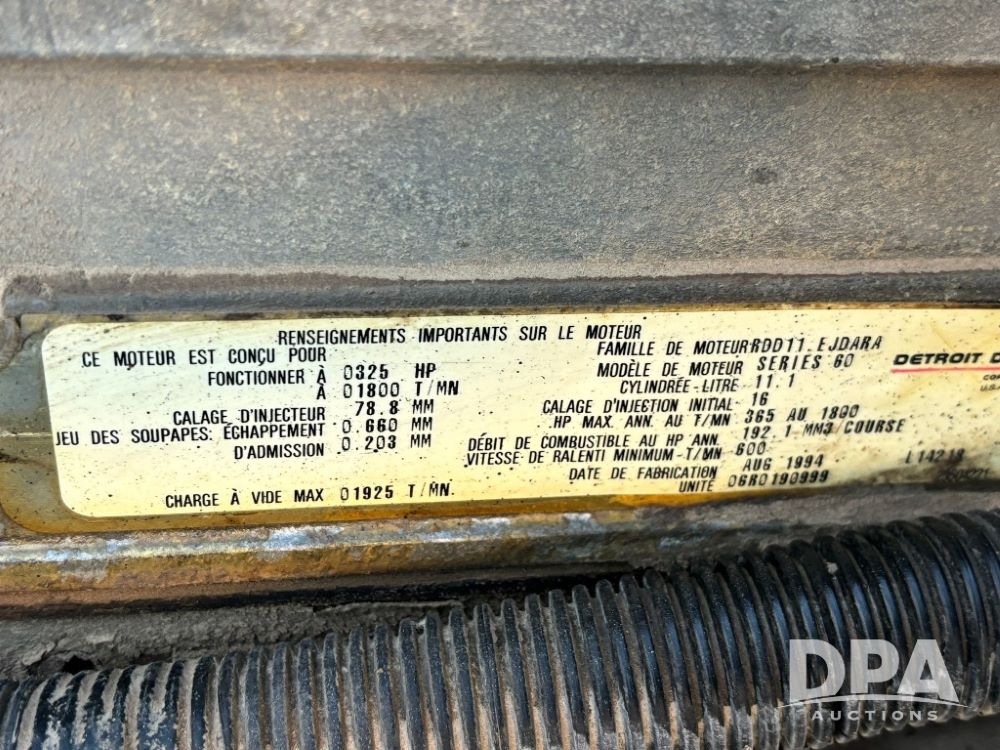 RENSEIGNEMENTS IMPORTANTS SUR LE MOTEUR
CE MOTEUR EST CONÇU POUR
FONCTIONNER À 0325 HP
À 01800 T/MN
CALAGE D'INJECTEUR 78.8 MM
JEU DES SOUPAPES: ÉCHAPPEMENT 0.660 MM
D'ADMISSION 0.203 MM
CHARGE À VIDE MAX 01925 T/MN.
FAMILLE DE MOTEUR RDD11.EJDARA
MODÈLE DE MOTEUR SERIES 60
CYLINDRÉE-LITRE 11.1
CALAGE D'INJECTION INITIAL 16
HP MAX. ANN. AU T/MN 365 AU 1800
DÉBIT DE COMBUSTIBLE AU HP ANN. 192.1 MM3/COURSE
VITESSE DE RALENTI MINIMUM-T/MN 600
DATE DE FABRICATION AUG 1994
UNITÉ 06R0190999
DETROIT D
COR
U.S.A
DPA
AUCTIONS